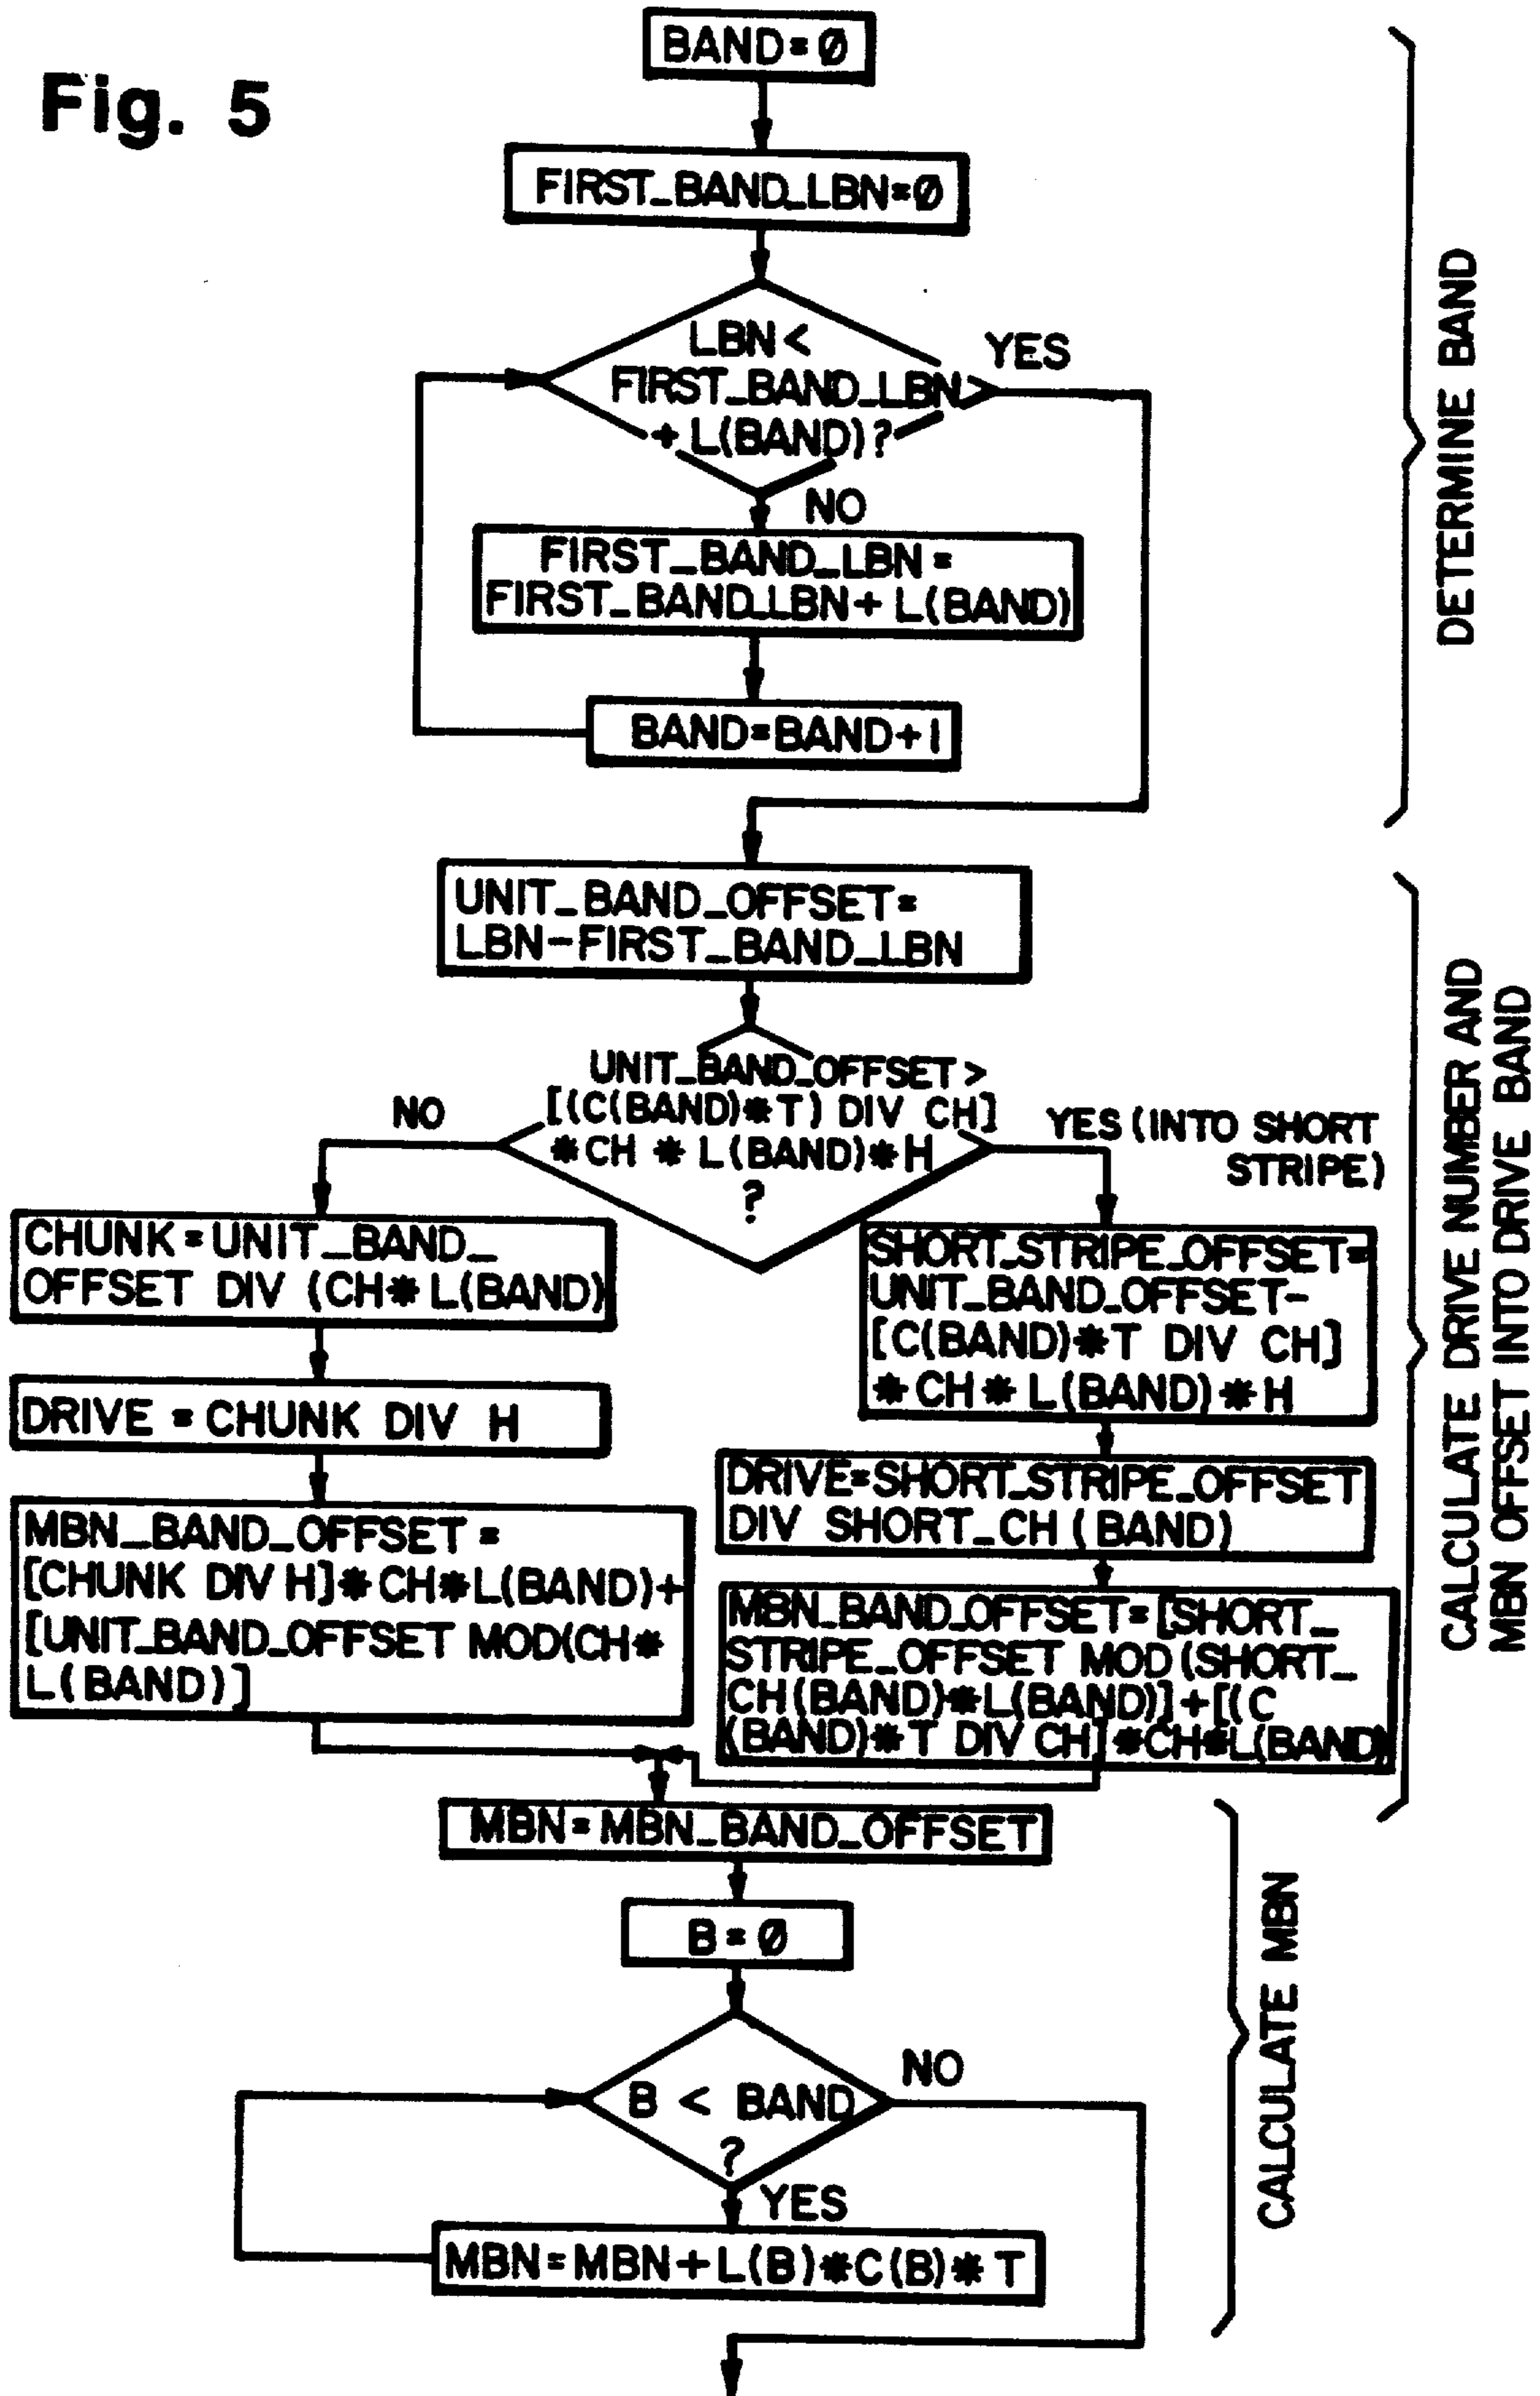 Fig. 5
BAND=Ø
FIRST_BAND_LBN=Ø
LBN <
FIRST_BAND_LBN
+ L(BAND)?
YES
NO
FIRST_BAND_LBN =
FIRST_BAND_LBN + L(BAND)
BAND=BAND+1
DETERMINE BAND
UNIT_BAND_OFFSET=
LBN-FIRST_BAND_LBN
UNIT_BAND_OFFSET >
[(C(BAND)*T) DIV CH]
*CH * L(BAND)*H
?
NO
YES (INTO SHORT
STRIPE)
CHUNK=UNIT_BAND_
OFFSET DIV (CH*L(BAND)
DRIVE = CHUNK DIV H
MBN_BAND_OFFSET =
[CHUNK DIV H]*CH*L(BAND)+
[UNIT_BAND_OFFSET MOD(CH*
L(BAND)]
SHORT_STRIPE_OFFSET=
UNIT_BAND_OFFSET-
[C(BAND)*T DIV CH]
*CH*L(BAND)*H
DRIVE=SHORT_STRIPE_OFFSET
DIV SHORT_CH (BAND)
MBN_BAND_OFFSET=[SHORT_
STRIPE_OFFSET MOD (SHORT_
CH(BAND)*L(BAND)]+[(C
(BAND)*T DIV CH]*CH*L(BAND)
CALCULATE DRIVE NUMBER AND
MBN OFFSET INTO DRIVE BAND
MBN=MBN_BAND_OFFSET
B=Ø
B < BAND
?
NO
YES
MBN=MBN+L(B)*C(B)*T
CALCULATE MBN